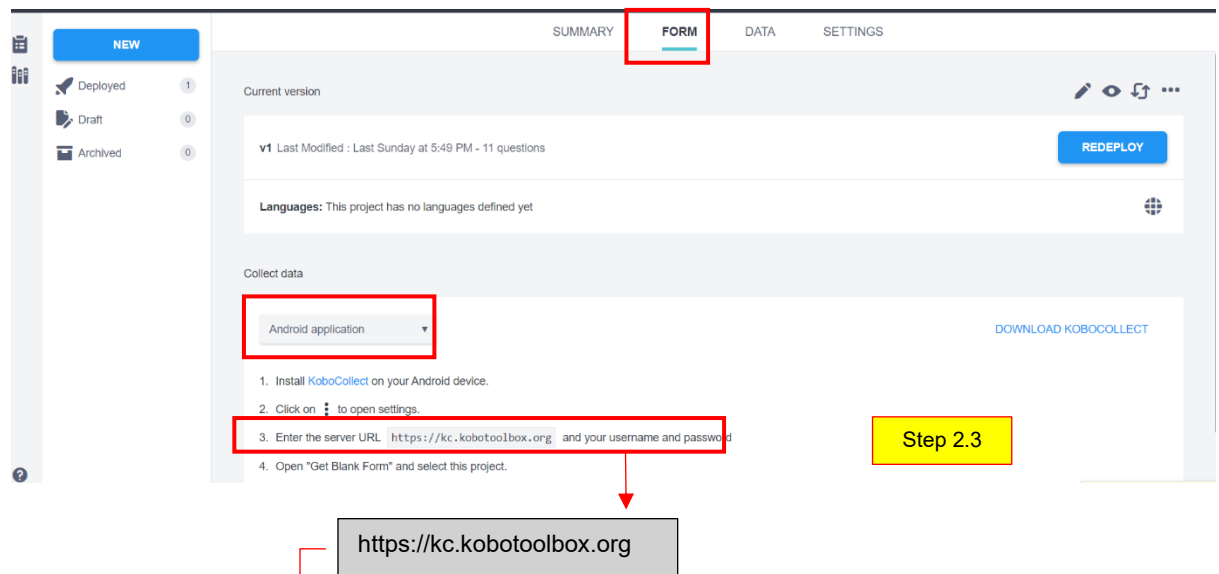 SUMMARY FORM DATA SETTINGS
NEW
Deployed 1
Draft 0
Archived 0
Current version
v1 Last Modified : Last Sunday at 5:49 PM - 11 questions
REDEPLOY
Languages: This project has no languages defined yet
Collect data
Android application
DOWNLOAD KOBOCOLLECT
1. Install KoboCollect on your Android device.
2. Click on ⋮ to open settings.
3. Enter the server URL https://kc.kobotoolbox.org and your username and password
Step 2.3
4. Open "Get Blank Form" and select this project.
https://kc.kobotoolbox.org